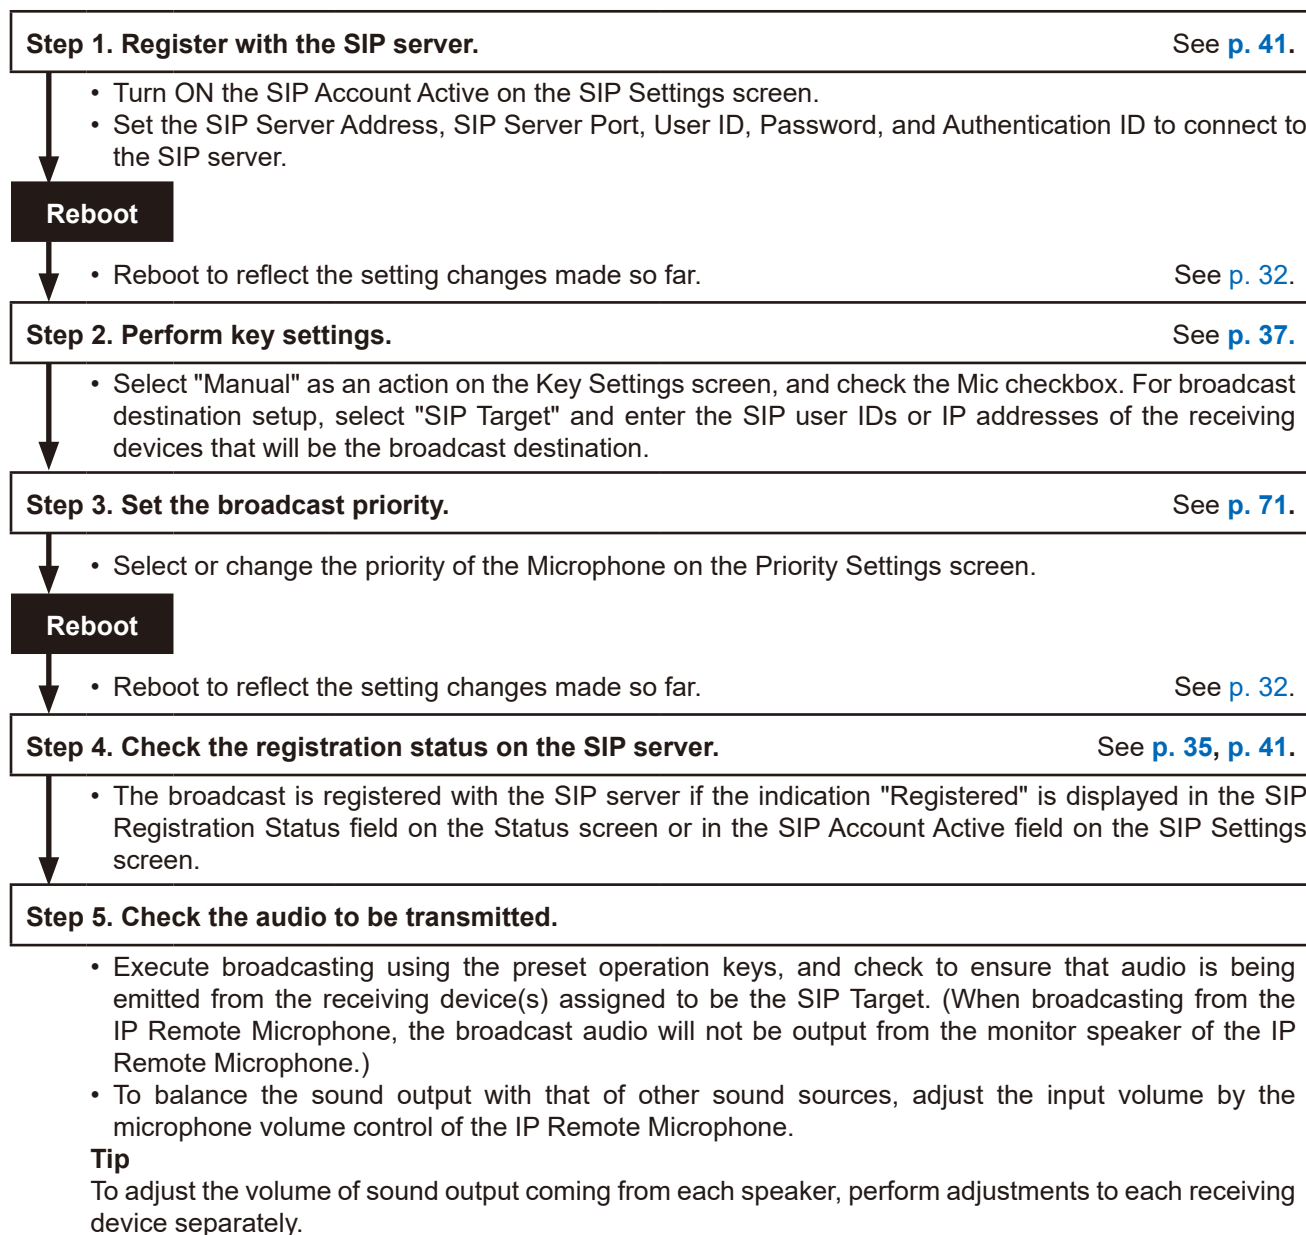 Step 1. Register with the SIP server. See p. 41.
• Turn ON the SIP Account Active on the SIP Settings screen.
• Set the SIP Server Address, SIP Server Port, User ID, Password, and Authentication ID to connect to
the SIP server.
Reboot
• Reboot to reflect the setting changes made so far. See p. 32.
Step 2. Perform key settings. See p. 37.
• Select "Manual" as an action on the Key Settings screen, and check the Mic checkbox. For broadcast
destination setup, select "SIP Target" and enter the SIP user IDs or IP addresses of the receiving
devices that will be the broadcast destination.
Step 3. Set the broadcast priority. See p. 71.
• Select or change the priority of the Microphone on the Priority Settings screen.
Reboot
• Reboot to reflect the setting changes made so far. See p. 32.
Step 4. Check the registration status on the SIP server. See p. 35, p. 41.
• The broadcast is registered with the SIP server if the indication "Registered" is displayed in the SIP
Registration Status field on the Status screen or in the SIP Account Active field on the SIP Settings
screen.
Step 5. Check the audio to be transmitted.
• Execute broadcasting using the preset operation keys, and check to ensure that audio is being
emitted from the receiving device(s) assigned to be the SIP Target. (When broadcasting from the
IP Remote Microphone, the broadcast audio will not be output from the monitor speaker of the IP
Remote Microphone.)
• To balance the sound output with that of other sound sources, adjust the input volume by the
microphone volume control of the IP Remote Microphone.
Tip
To adjust the volume of sound output coming from each speaker, perform adjustments to each receiving
device separately.